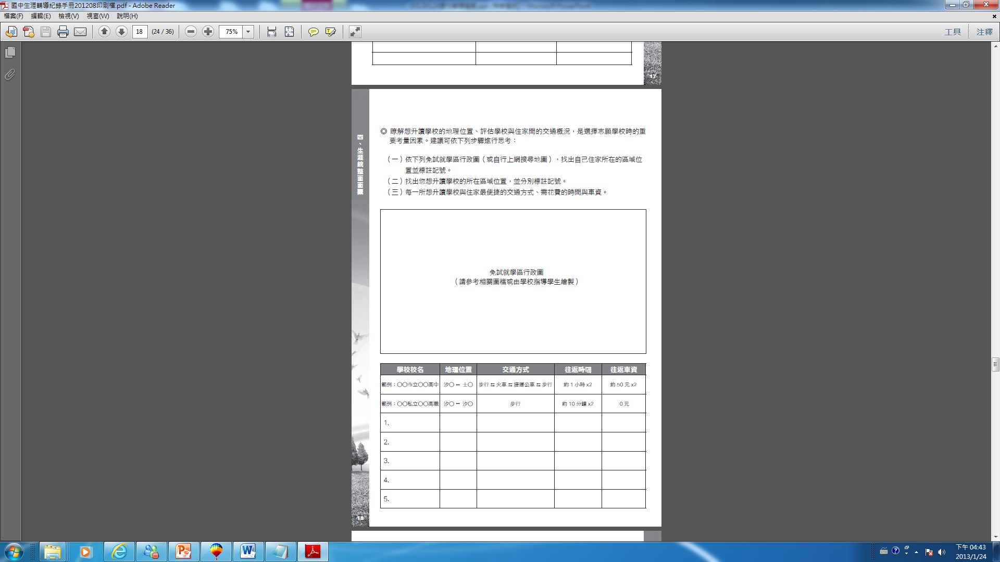 國中生涯輔導紀錄手冊201208印刷檔.pdf - Adobe Reader
檔案(F) 編輯(E) 檢視(V) 視窗(W) 說明(H)
18 (24 / 36) 75% 工具 注釋
17
四、生涯統整面面觀
◎ 瞭解想升讀學校的地理位置、評估學校與住家間的交通概況，是選擇志願學校時的重
要考量因素。建議可依下列步驟進行思考：
（一）依下列免試就學區行政圖（或自行上網搜尋地圖），找出自己住家所在的區域位
置並標註記號。
（二）找出您想升讀學校的所在區域位置，並分別標註記號。
（三）每一所想升讀學校與住家最便捷的交通方式、需花費的時間與車資。
免試就學區行政圖
（請參考相關圖檔或由學校指導學生繪製）
學校校名 地理位置 交通方式 往返時間 往返車資
範例：〇〇市立〇〇高中 汐〇 ↔ 士〇 步行 ⇆ 火車 ⇆ 捷運公車 ⇆ 步行 約 1 小時 x2 約 50 元 x2
範例：〇〇私立〇〇高職 汐〇 ↔ 汐〇 步行 約 10 分鐘 x2 0 元
1.
2.
3.
4.
5.
18
下午 04:43
2013/1/24